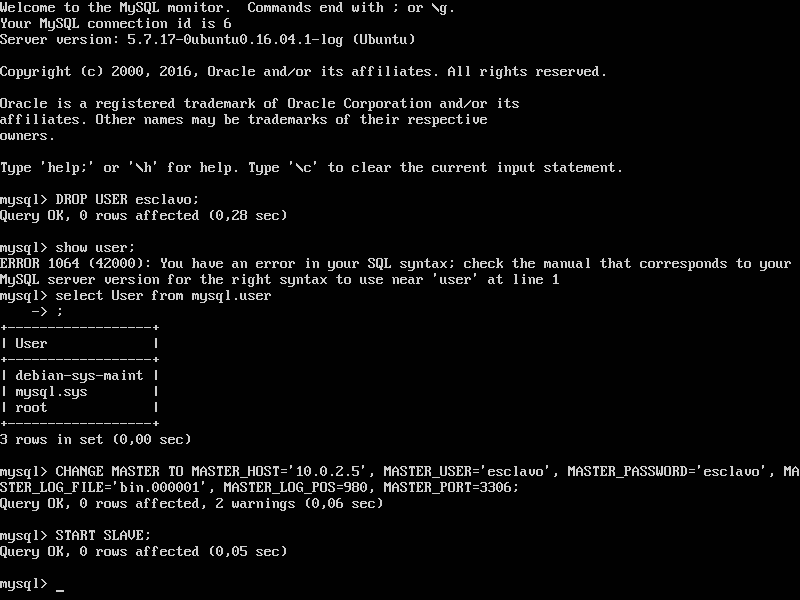 Welcome to the MySQL monitor.  Commands end with ; or \g.
Your MySQL connection id is 6
Server version: 5.7.17-0ubuntu0.16.04.1-log (Ubuntu)
Copyright (c) 2000, 2016, Oracle and/or its affiliates. All rights reserved.
Oracle is a registered trademark of Oracle Corporation and/or its
affiliates. Other names may be trademarks of their respective
owners.
Type 'help;' or '\h' for help. Type '\c' to clear the current input statement.
mysql> DROP USER esclavo;
Query OK, 0 rows affected (0,28 sec)
mysql> show user;
ERROR 1064 (42000): You have an error in your SQL syntax; check the manual that corresponds to your
MySQL server version for the right syntax to use near 'user' at line 1
mysql> select User from mysql.user
    -> ;
+------------------+
| User             |
+------------------+
| debian-sys-maint |
| mysql.sys        |
| root             |
+------------------+
3 rows in set (0,00 sec)
mysql> CHANGE MASTER TO MASTER_HOST='10.0.2.5', MASTER_USER='esclavo', MASTER_PASSWORD='esclavo', MA
STER_LOG_FILE='bin.000001', MASTER_LOG_POS=980, MASTER_PORT=3306;
Query OK, 0 rows affected, 2 warnings (0,06 sec)
mysql> START SLAVE;
Query OK, 0 rows affected (0,05 sec)
mysql> _